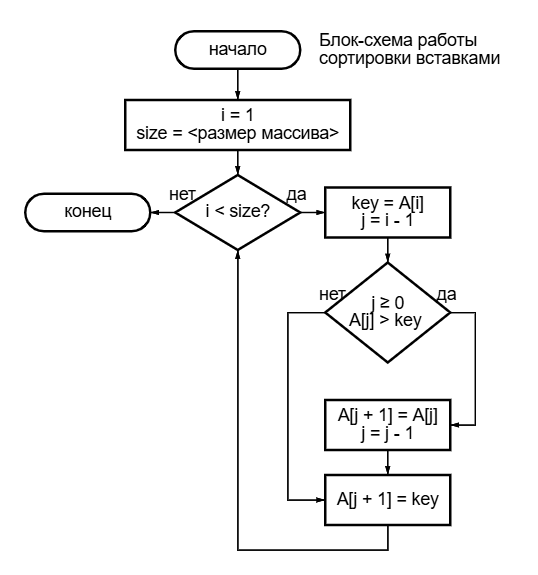 начало
Блок-схема работы
сортировки вставками
i = 1
size = <размер массива>
нет
да
i < size?
конец
key = A[i]
j = i - 1
нет
да
j ≥ 0
A[j] > key
A[j + 1] = A[j]
j = j - 1
A[j + 1] = key